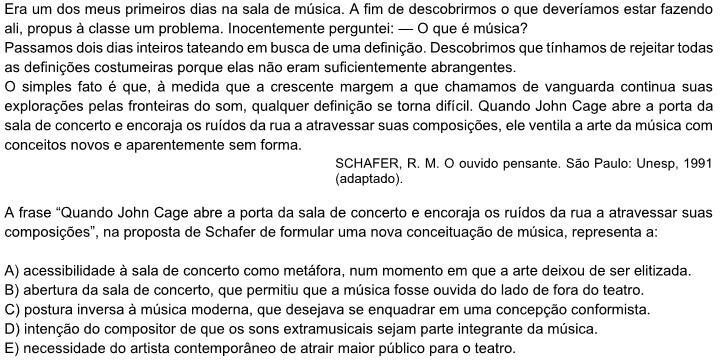 Era um dos meus primeiros dias na sala de música. A fim de descobrirmos o que deveríamos estar fazendo
ali, propus à classe um problema. Inocentemente perguntei: — O que é música?
Passamos dois dias inteiros tateando em busca de uma definição. Descobrimos que tínhamos de rejeitar todas
as definições costumeiras porque elas não eram suficientemente abrangentes.
O simples fato é que, à medida que a crescente margem a que chamamos de vanguarda continua suas
explorações pelas fronteiras do som, qualquer definição se torna difícil. Quando John Cage abre a porta da
sala de concerto e encoraja os ruídos da rua a atravessar suas composições, ele ventila a arte da música com
conceitos novos e aparentemente sem forma.
SCHAFER, R. M. O ouvido pensante. São Paulo: Unesp, 1991
(adaptado).
A frase “Quando John Cage abre a porta da sala de concerto e encoraja os ruídos da rua a atravessar suas
composições”, na proposta de Schafer de formular uma nova conceituação de música, representa a:
A) acessibilidade à sala de concerto como metáfora, num momento em que a arte deixou de ser elitizada.
B) abertura da sala de concerto, que permitiu que a música fosse ouvida do lado de fora do teatro.
C) postura inversa à música moderna, que desejava se enquadrar em uma concepção conformista.
D) intenção do compositor de que os sons extramusicais sejam parte integrante da música.
E) necessidade do artista contemporâneo de atrair maior público para o teatro.